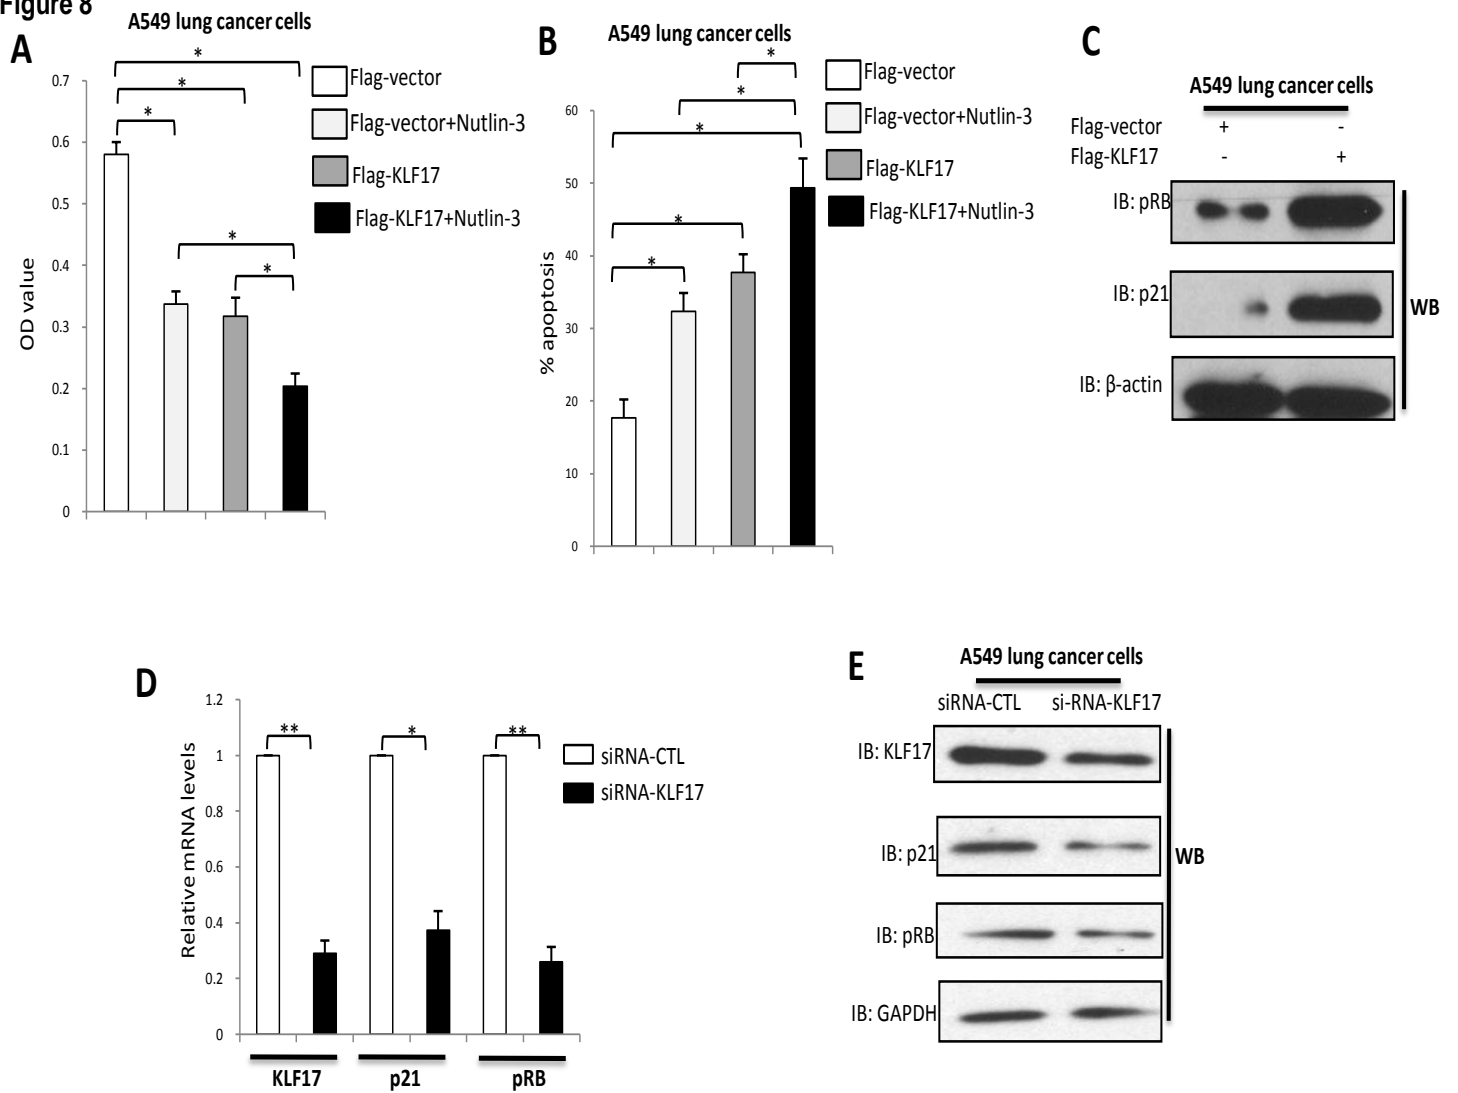 Figure 8
A
A549 lung cancer cells
*
*
*
*
*
OD value
0.7
0.6
0.5
0.4
0.3
0.2
0.1
0
Flag-vector
Flag-vector+Nutlin-3
Flag-KLF17
Flag-KLF17+Nutlin-3
B
A549 lung cancer cells
*
*
*
*
*
% apoptosis
60
50
40
30
20
10
0
Flag-vector
Flag-vector+Nutlin-3
Flag-KLF17
Flag-KLF17+Nutlin-3
C
A549 lung cancer cells
Flag-vector + -
Flag-KLF17 - +
IB: pRB
IB: p21
IB: β-actin
WB
D
Relative mRNA levels
1.2
1
0.8
0.6
0.4
0.2
0
**
*
**
siRNA-CTL
siRNA-KLF17
KLF17 p21 pRB
E
A549 lung cancer cells
siRNA-CTL si-RNA-KLF17
IB: KLF17
IB: p21
IB: pRB
IB: GAPDH
WB